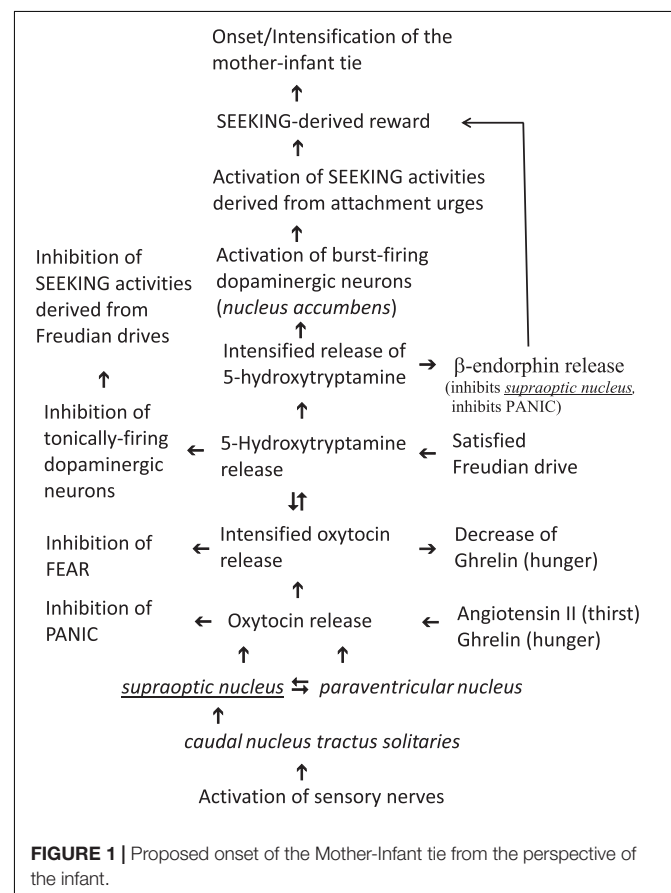 Onset/Intensification of the
mother-infant tie
↑
SEEKING-derived reward ←
↑
Activation of SEEKING activities
derived from attachment urges
↑
Inhibition of
SEEKING activities
derived from
Freudian drives
Activation of burst-firing
dopaminergic neurons
(nucleus accumbens)
↑
↑
Intensified release of
5-hydroxytryptamine
→
β-endorphin release
(inhibits supraoptic nucleus,
inhibits PANIC)
↑
Inhibition of
tonically-firing
dopaminergic
neurons
←
5-Hydroxytryptamine
release
←
Satisfied
Freudian drive
↓↑
Inhibition of
FEAR
←
Intensified oxytocin
release
→
Decrease of
Ghrelin (hunger)
↑
Inhibition of
PANIC
←
Oxytocin release
←
Angiotensin II (thirst)
Ghrelin (hunger)
↑ ↑
supraoptic nucleus ⇆ paraventricular nucleus
↑
caudal nucleus tractus solitaries
↑
Activation of sensory nerves
FIGURE 1 | Proposed onset of the Mother-Infant tie from the perspective of
the infant.